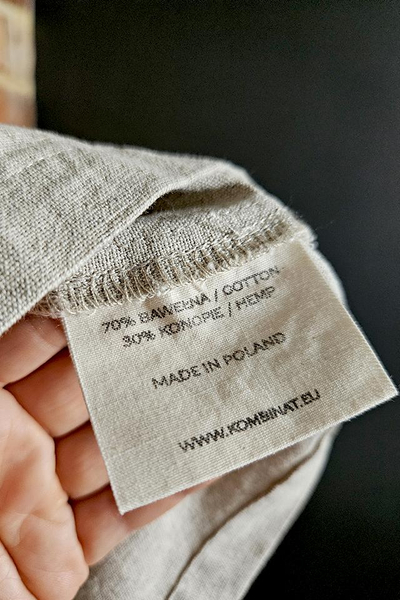 70% BAWEŁNA / COTTON
30% KONOPIE / HEMP
MADE IN POLAND
WWW.KOMBINAT.EU